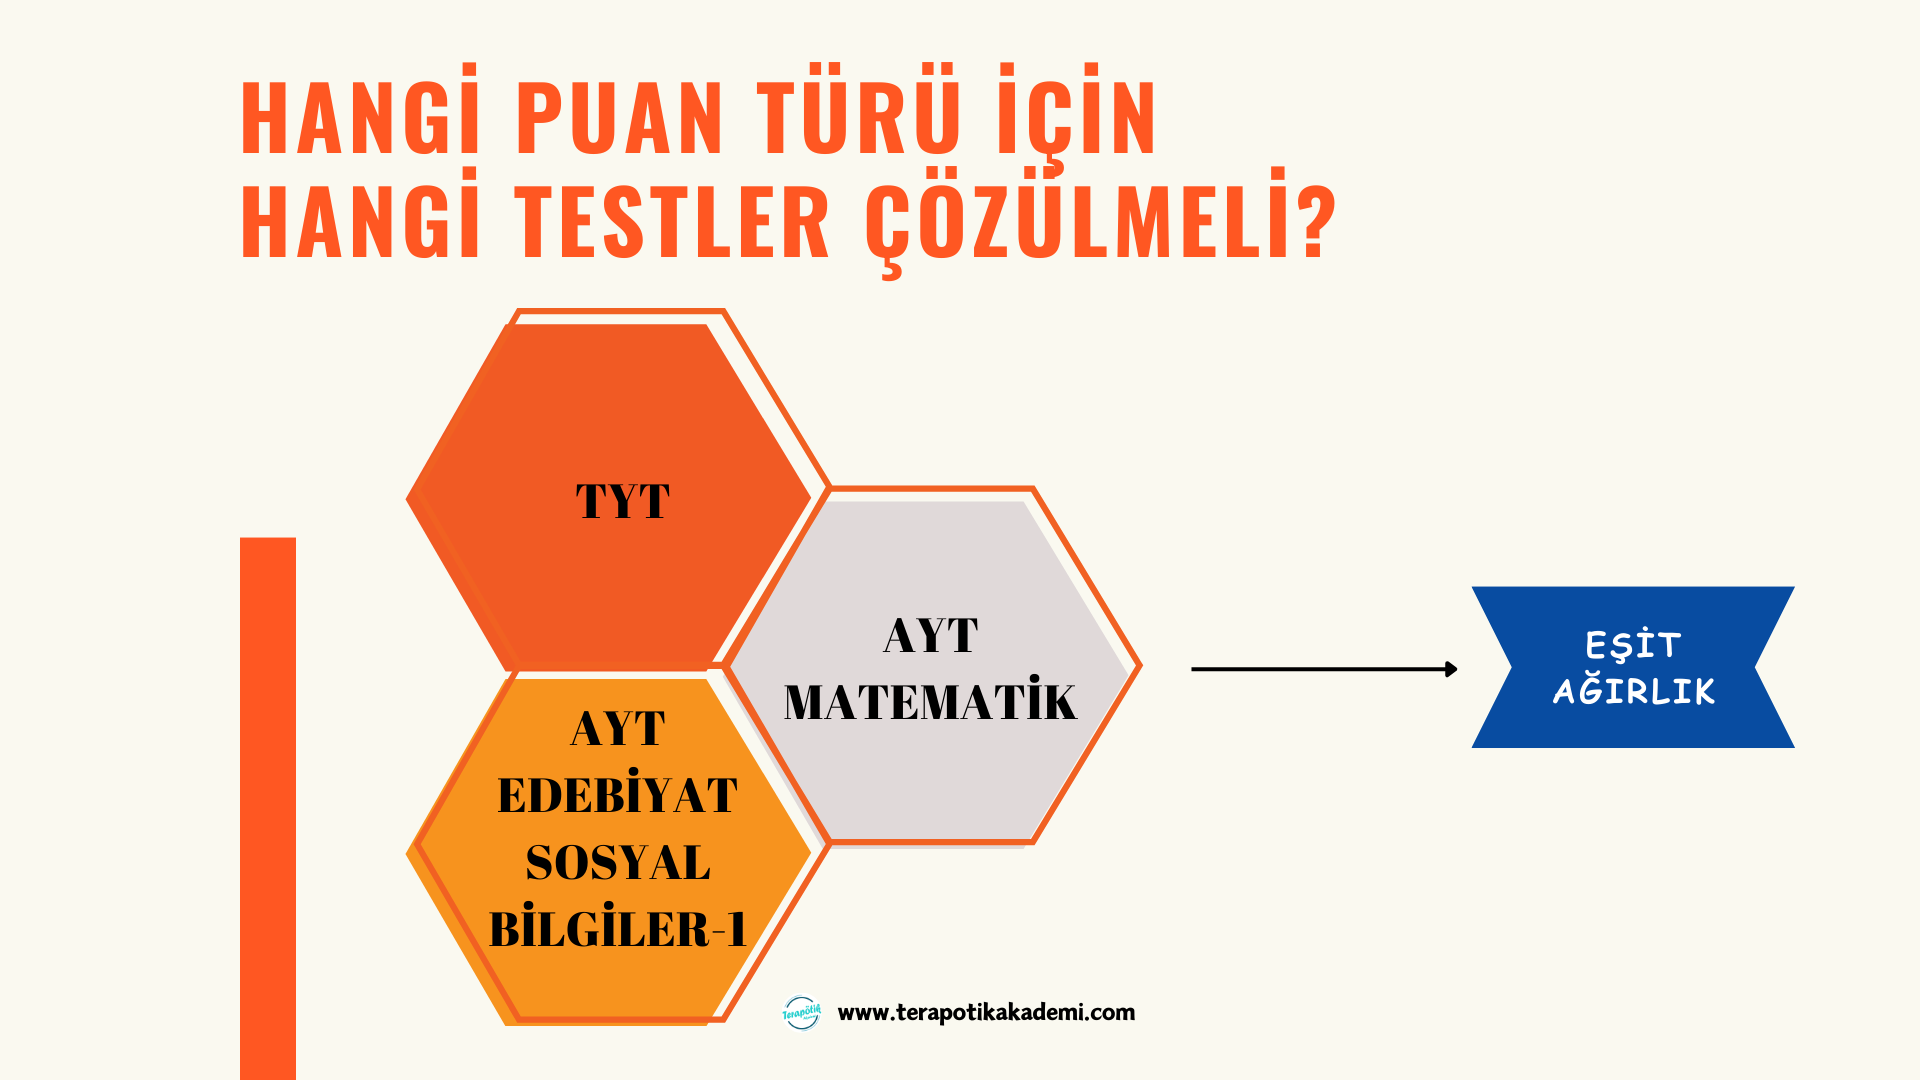 HANGİ PUAN TÜRÜ İÇİN
HANGİ TESTLER ÇÖZÜLMELİ?
TYT
AYT
MATEMATİK
EŞİT
AĞIRLIK
AYT
EDEBİYAT
SOSYAL
BİLGİLER-1
Terapötik
www.terapotikakademi.com